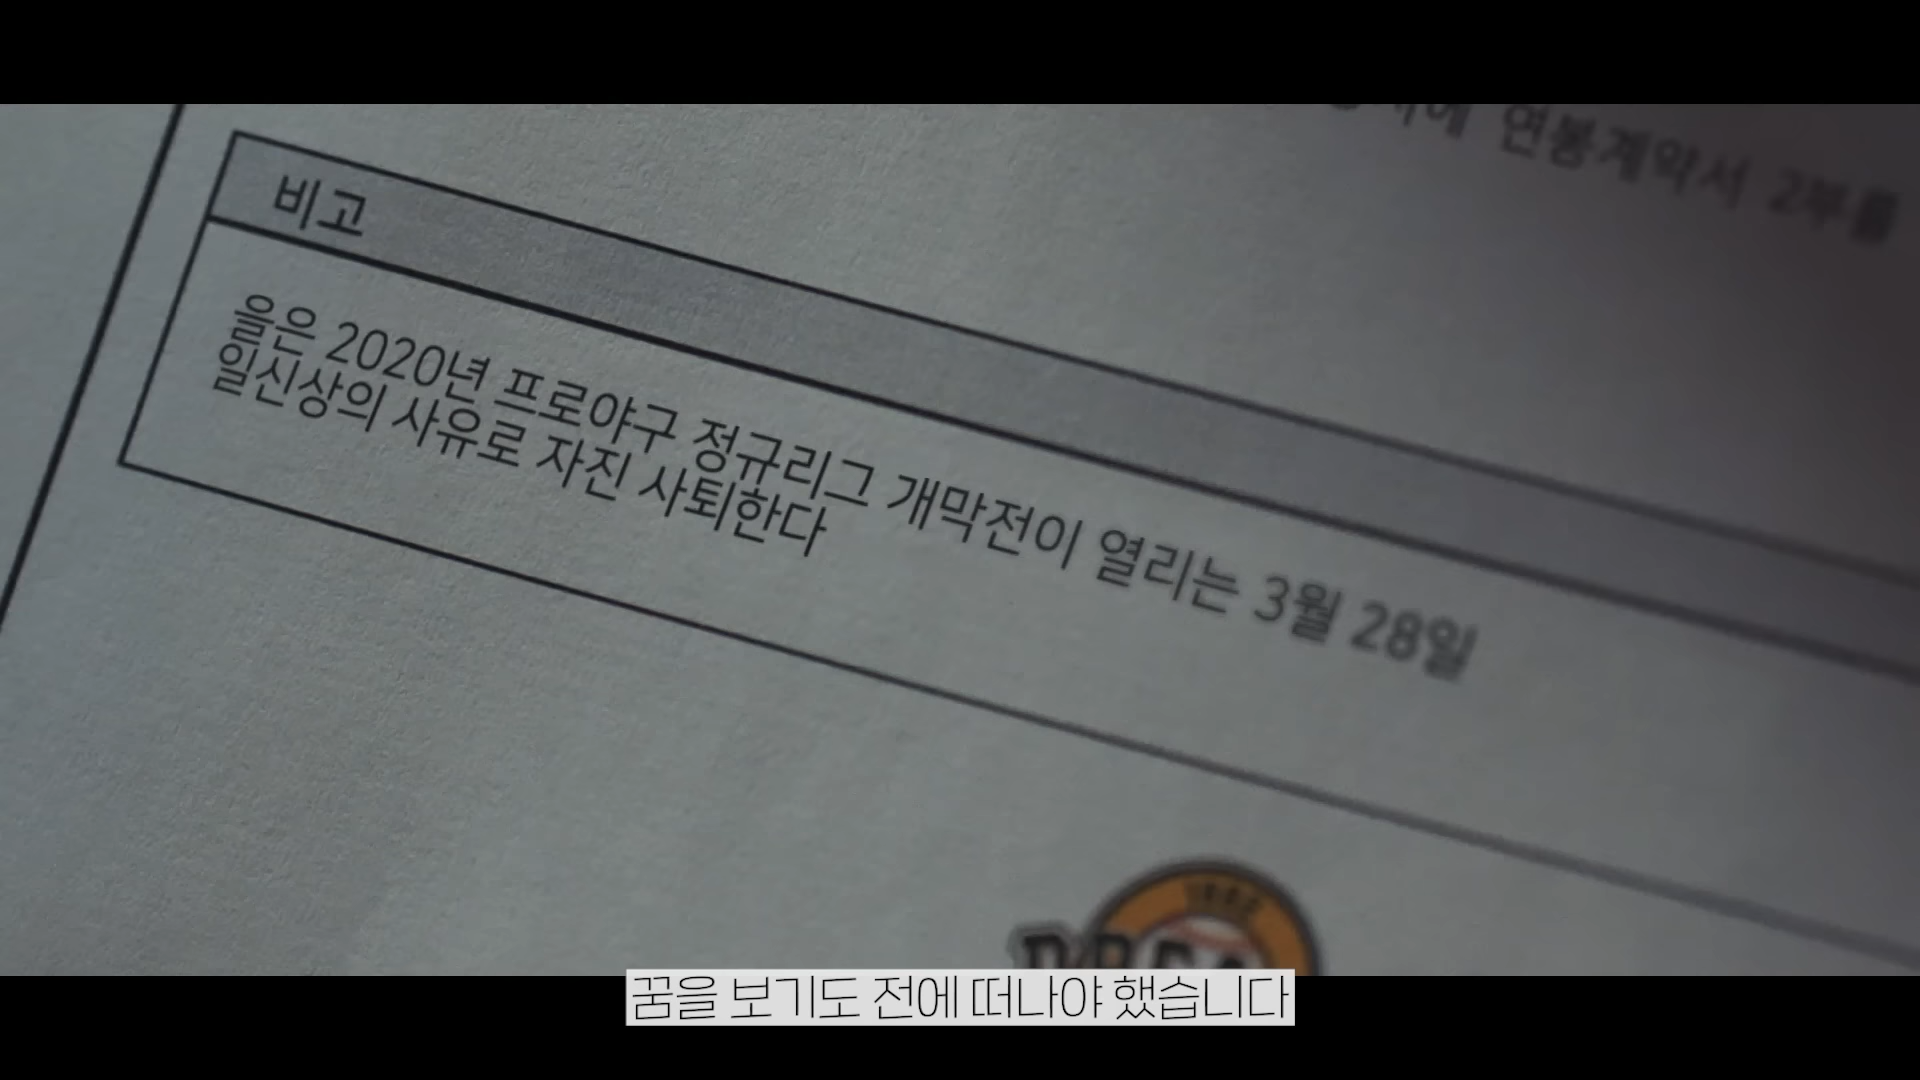 연봉계약서 2부를
비고
을은 2020년 프로야구 정규리그 개막전이 열리는 3월 28일
일신상의 사유로 자진 사퇴한다
꿈을 보기도 전에 떠나야 했습니다